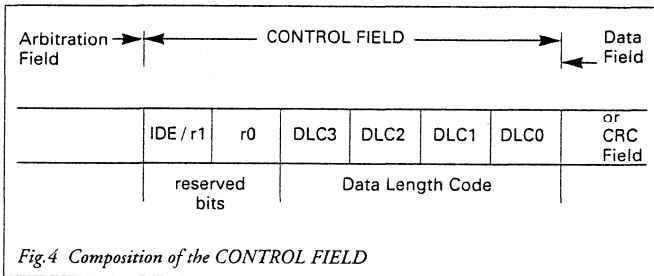 Arbitration
Field
CONTROL FIELD
Data
Field
IDE / r1 r0 DLC3 DLC2 DLC1 DLC0
or
CRC
Field
reserved
bits
Data Length Code
Fig.4 Composition of the CONTROL FIELD